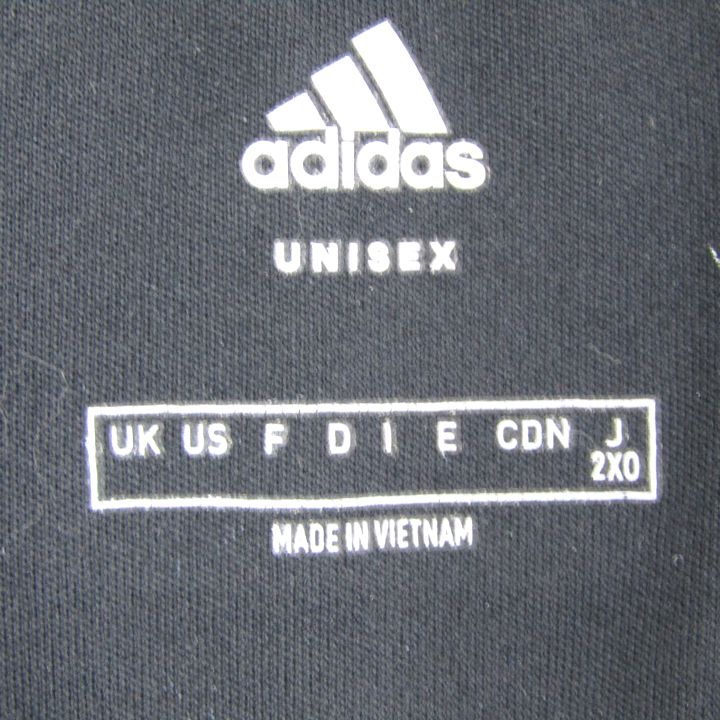 adidas
UNISEX
UK US F D I E CDN J
2XO
MADE IN VIETNAM